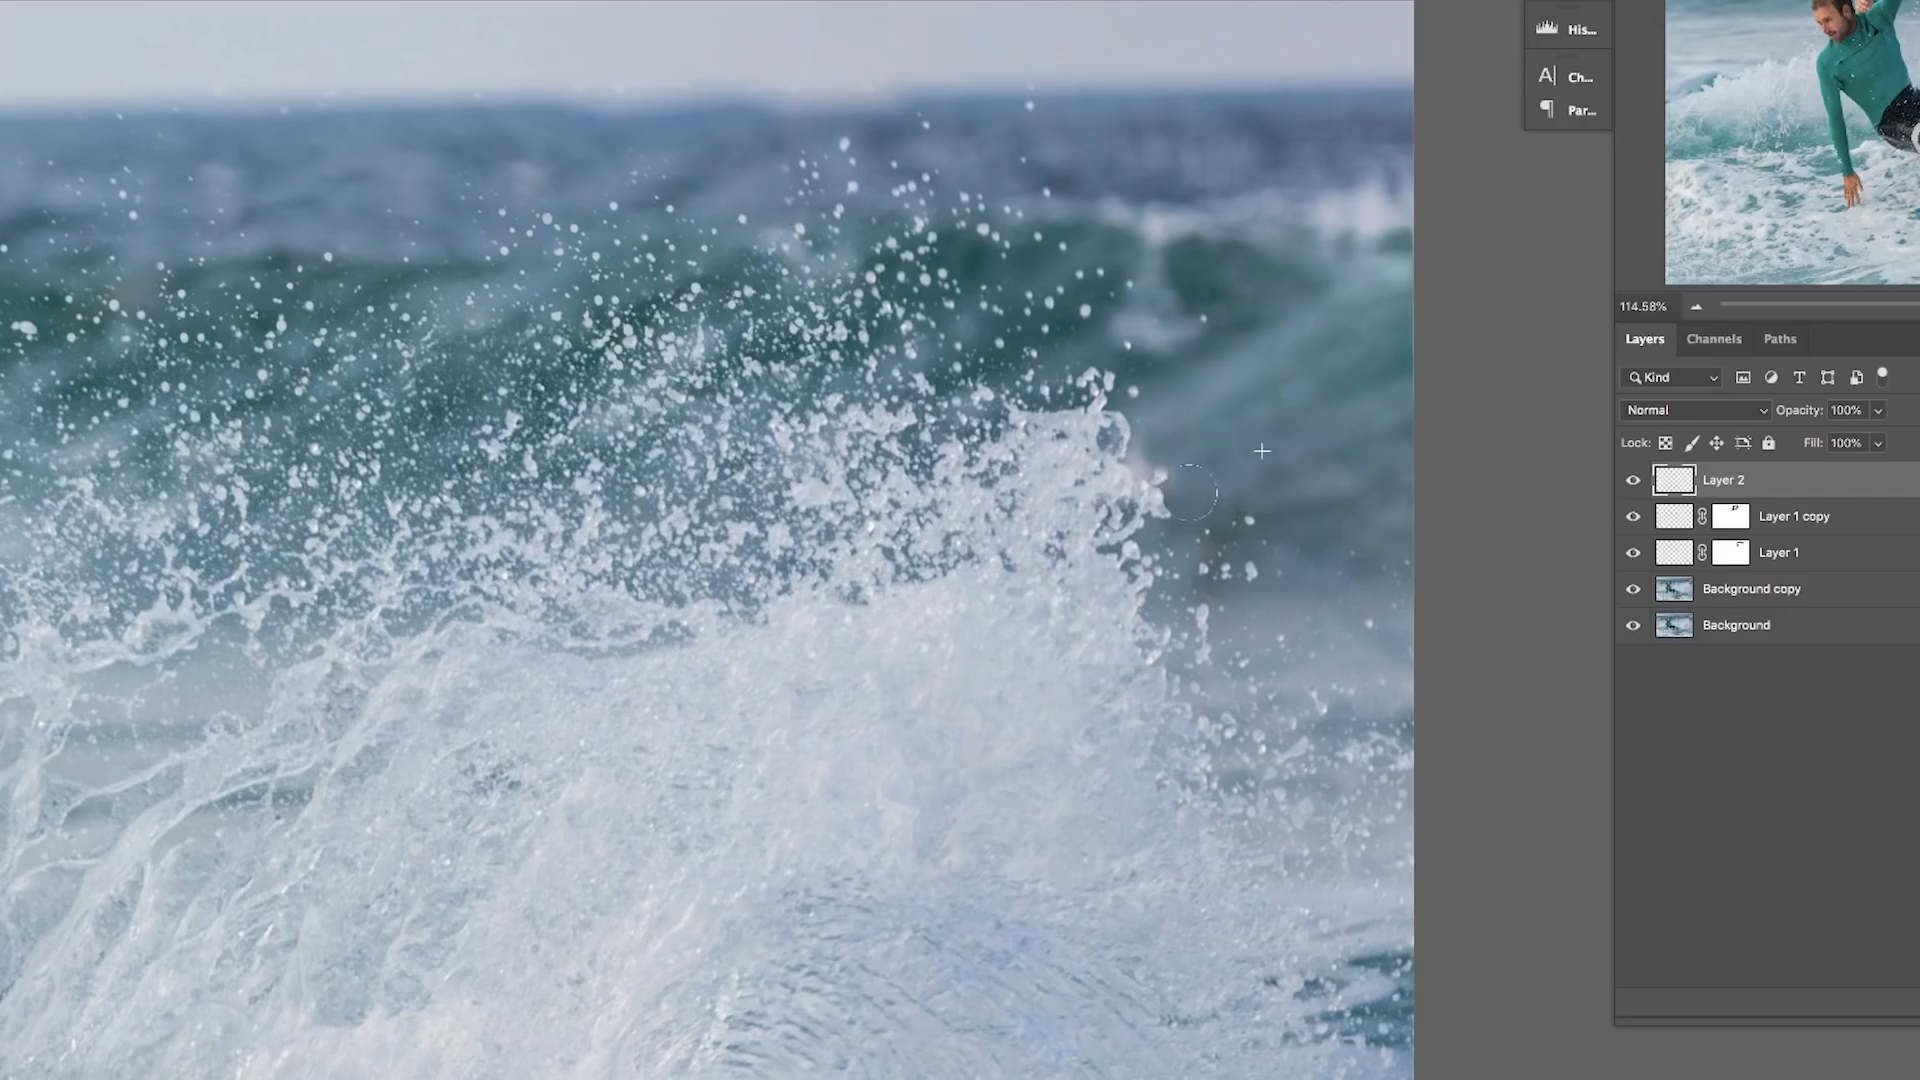 His...
A| Ch...
¶ Par...
114.58%
Layers Channels Paths
Kind
Normal Opacity: 100%
Lock: Fill: 100%
Layer 2
Layer 1 copy
Layer 1
Background copy
Background